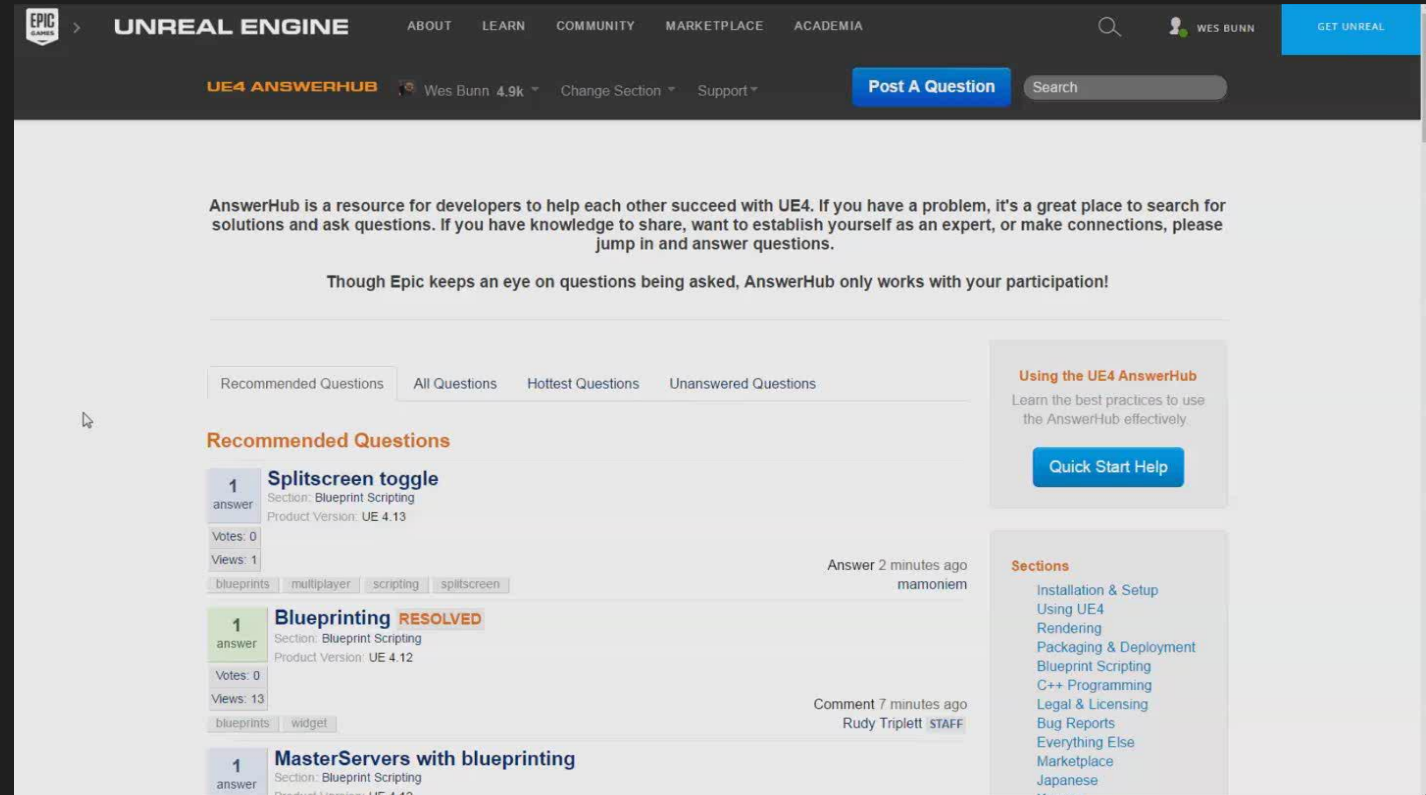 EPIC GAMES
UNREAL ENGINE
ABOUT LEARN COMMUNITY MARKETPLACE ACADEMIA
WES BUNN
GET UNREAL
UE4 ANSWERHUB
Wes Bunn 4.9k
Change Section
Support
Post A Question
Search
AnswerHub is a resource for developers to help each other succeed with UE4. If you have a problem, it's a great place to search for
solutions and ask questions. If you have knowledge to share, want to establish yourself as an expert, or make connections, please
jump in and answer questions.
Though Epic keeps an eye on questions being asked, AnswerHub only works with your participation!
Recommended Questions All Questions Hottest Questions Unanswered Questions
Recommended Questions
1
answer
Splitscreen toggle
Section: Blueprint Scripting
Product Version: UE 4.13
Votes: 0
Views: 1
blueprints multiplayer scripting splitscreen
Answer 2 minutes ago
mamoniem
1
answer
Blueprinting RESOLVED
Section: Blueprint Scripting
Product Version: UE 4.12
Votes: 0
Views: 13
blueprints widget
Comment 7 minutes ago
Rudy Triplett STAFF
1
answer
MasterServers with blueprinting
Section: Blueprint Scripting
Using the UE4 AnswerHub
Learn the best practices to use
the AnswerHub effectively.
Quick Start Help
Sections
Installation & Setup
Using UE4
Rendering
Packaging & Deployment
Blueprint Scripting
C++ Programming
Legal & Licensing
Bug Reports
Everything Else
Marketplace
Japanese